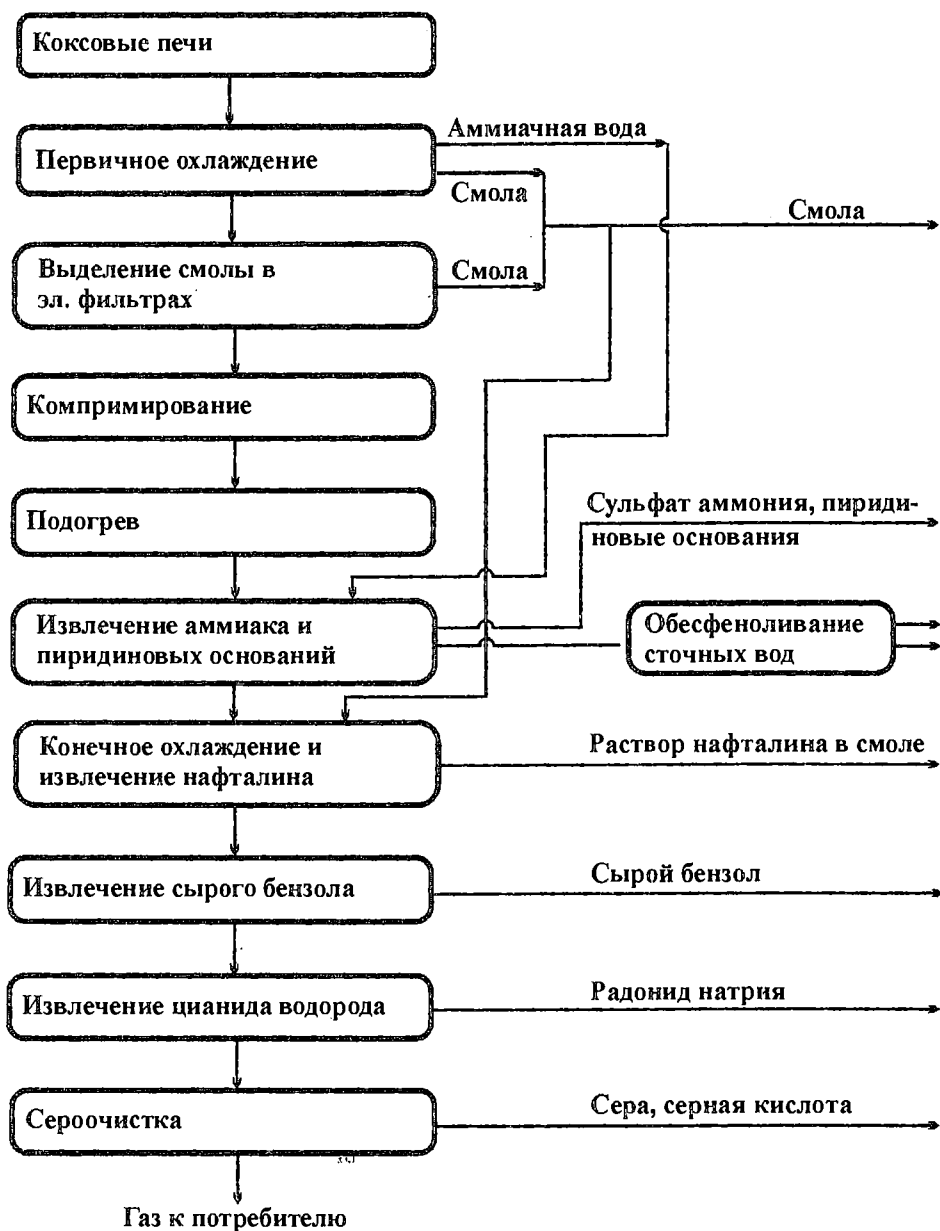 Коксовые печи
Аммиачная вода
Первичное охлаждение
Смола
Смола
Выделение смолы в
эл. фильтрах
Смола
Компримирование
Сульфат аммония, пириди-
новые основания
Подогрев
Извлечение аммиака и
пиридиновых оснований
Обесфеноливание
сточных вод
Конечное охлаждение и
извлечение нафталина
Раствор нафталина в смоле
Извлечение сырого бензола
Сырой бензол
Извлечение цианида водорода
Радонид натрия
Сероочистка
Сера, серная кислота
Газ к потребителю